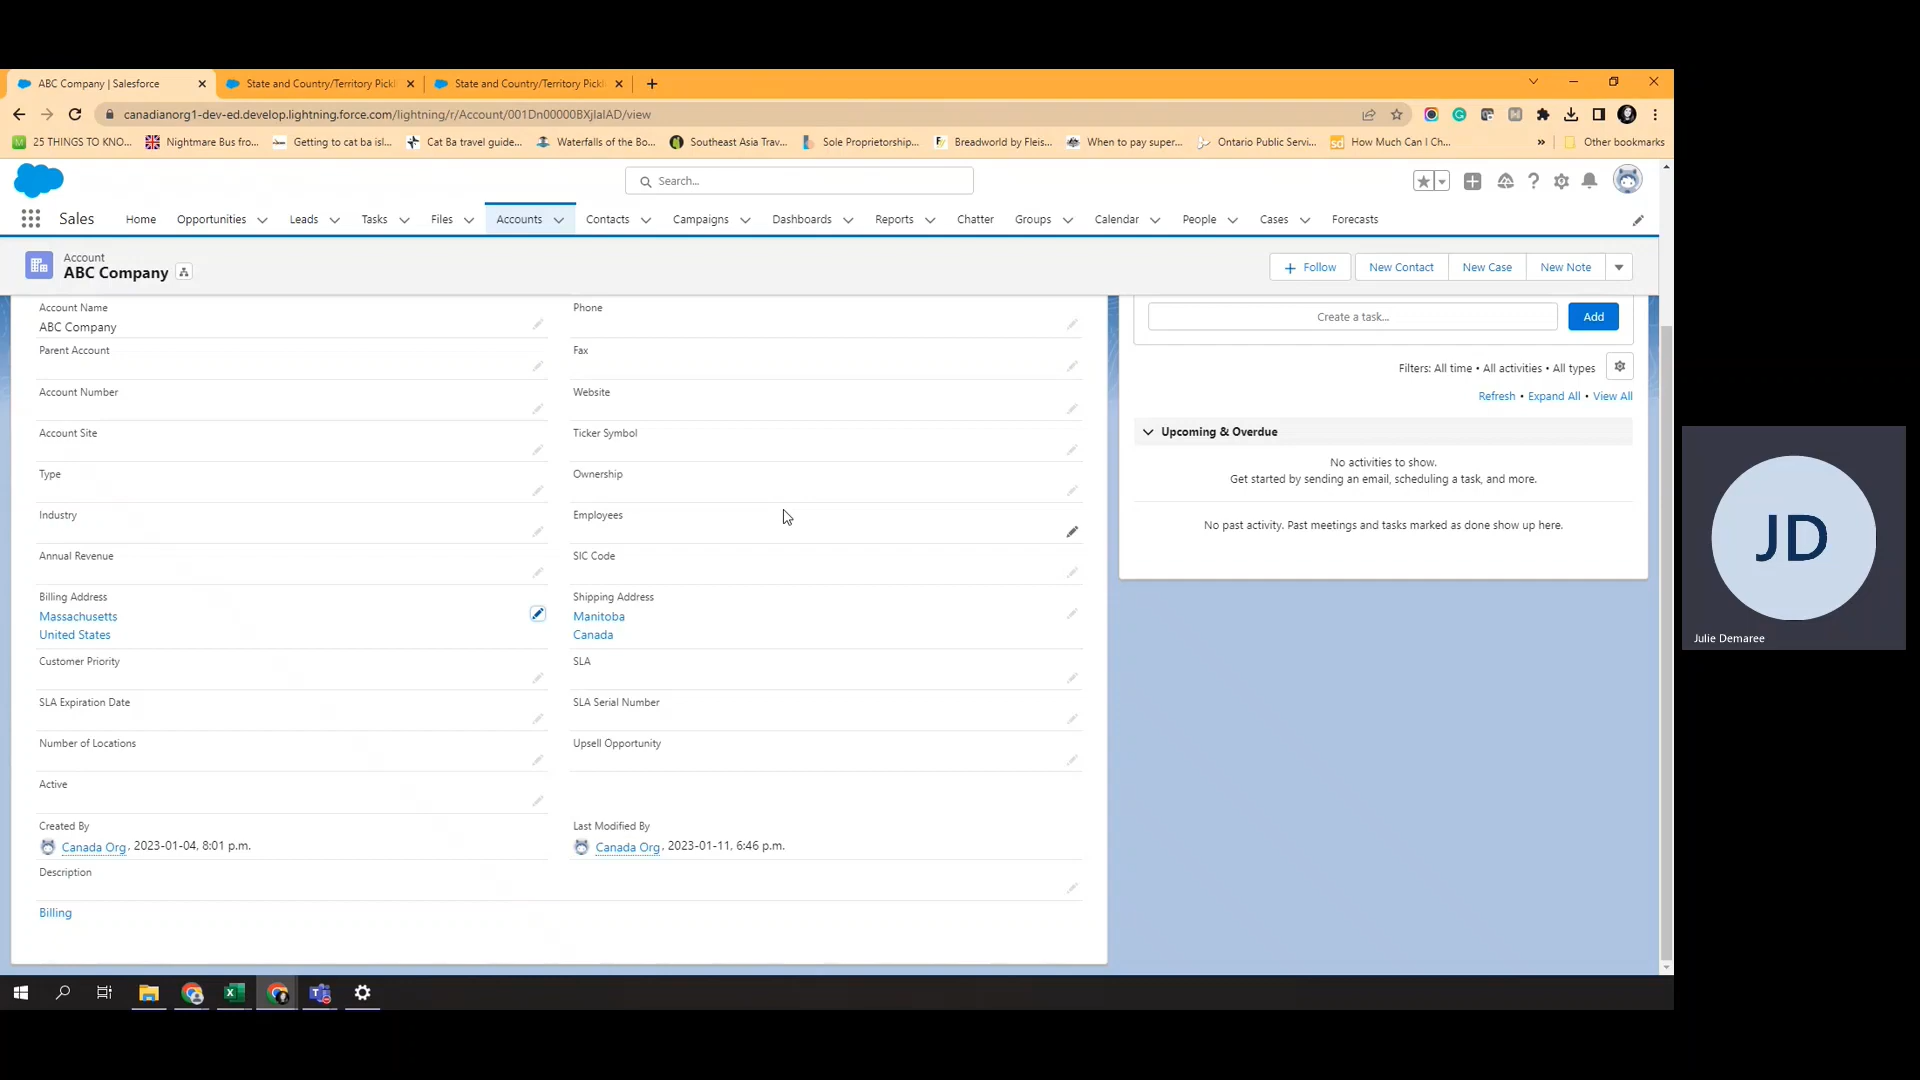 ABC Company | Salesforce
State and Country/Territory Pickl
State and Country/Territory Pickl
canadianorg1-dev-ed.develop.lightning.force.com/lightning/r/Account/001Dn00000BXjlalAD/view
25 THINGS TO KNO...
Nightmare Bus fro...
Getting to cat ba isl...
Cat Ba travel guide...
Waterfalls of the Bo...
Southeast Asia Trav...
Sole Proprietorship...
Breadworld by Fleis...
When to pay super...
Ontario Public Servi...
How Much Can I Ch...
»
Other bookmarks
Search...
Sales
Home
Opportunities
Leads
Tasks
Files
Accounts
Contacts
Campaigns
Dashboards
Reports
Chatter
Groups
Calendar
People
Cases
Forecasts
Account
ABC Company
Follow
New Contact
New Case
New Note
Account Name
ABC Company
Phone
Parent Account
Fax
Account Number
Website
Account Site
Ticker Symbol
Type
Ownership
Industry
Employees
Annual Revenue
SIC Code
Billing Address
Massachusetts
United States
Shipping Address
Manitoba
Canada
Customer Priority
SLA
SLA Expiration Date
SLA Serial Number
Number of Locations
Upsell Opportunity
Active
Created By
Canada Org, 2023-01-04, 8:01 p.m.
Last Modified By
Canada Org, 2023-01-11, 6:46 p.m.
Description
Billing
Create a task...
Add
Filters: All time • All activities • All types
Refresh • Expand All • View All
Upcoming & Overdue
No activities to show.
Get started by sending an email, scheduling a task, and more.
No past activity. Past meetings and tasks marked as done show up here.
JD
Julie Demaree